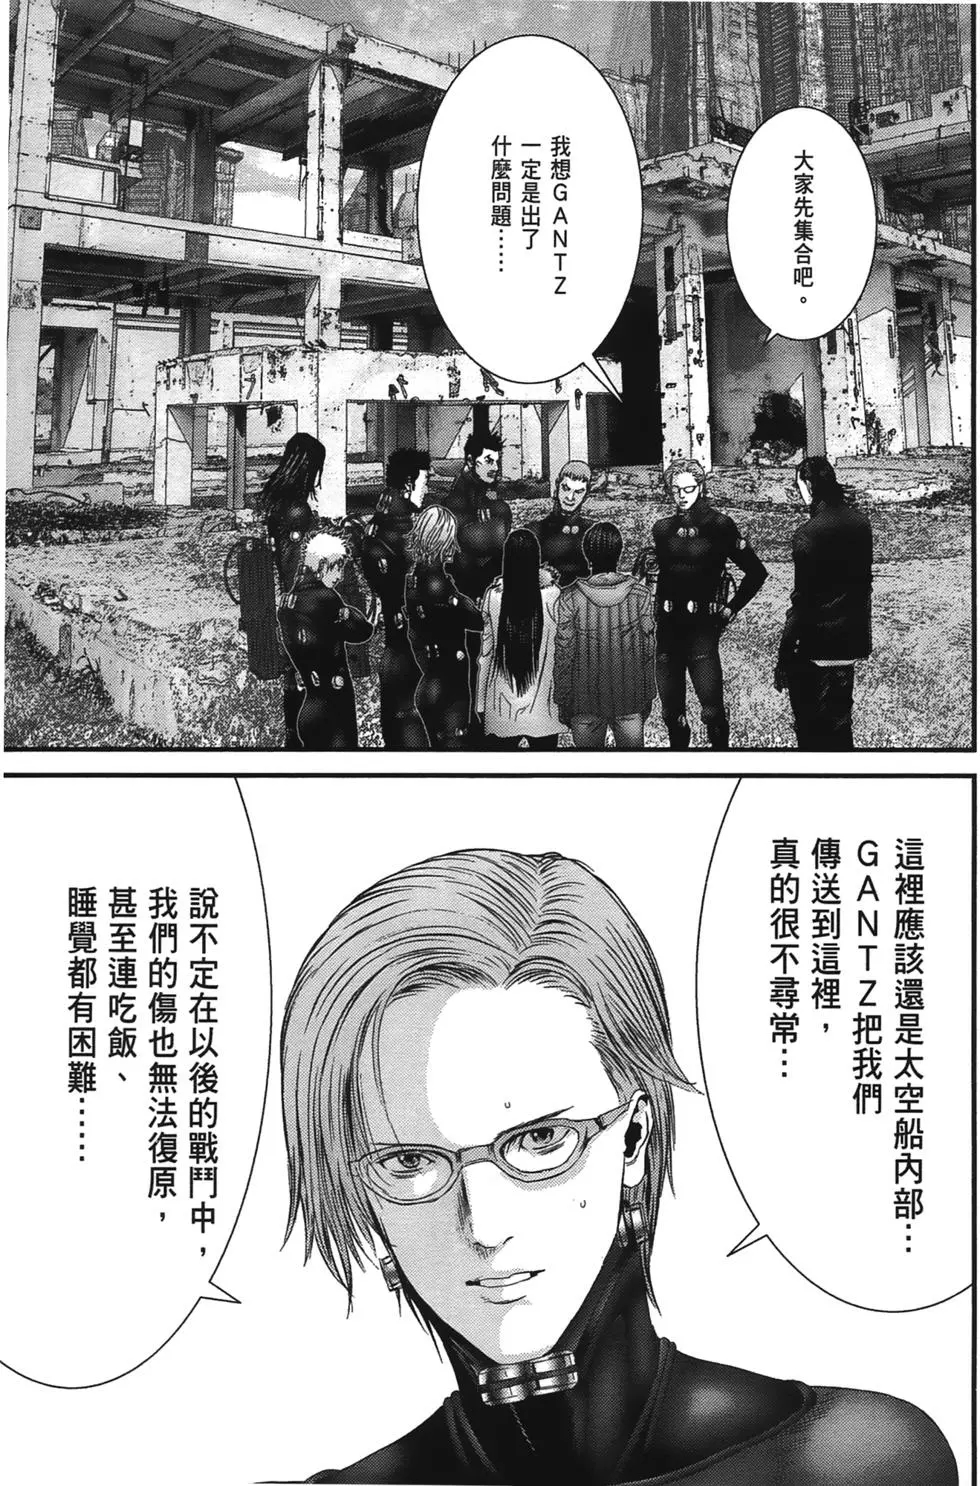 大家先集合吧。
我想GANTZ
一定是出了
什麼問題……
這裡應該還是太空船內部…
GANTZ把我們
傳送到這裡，
真的很不尋常…
說不定在以後的戰鬥中，
我們的傷也無法復原，
甚至連吃飯、
睡覺都有困難……